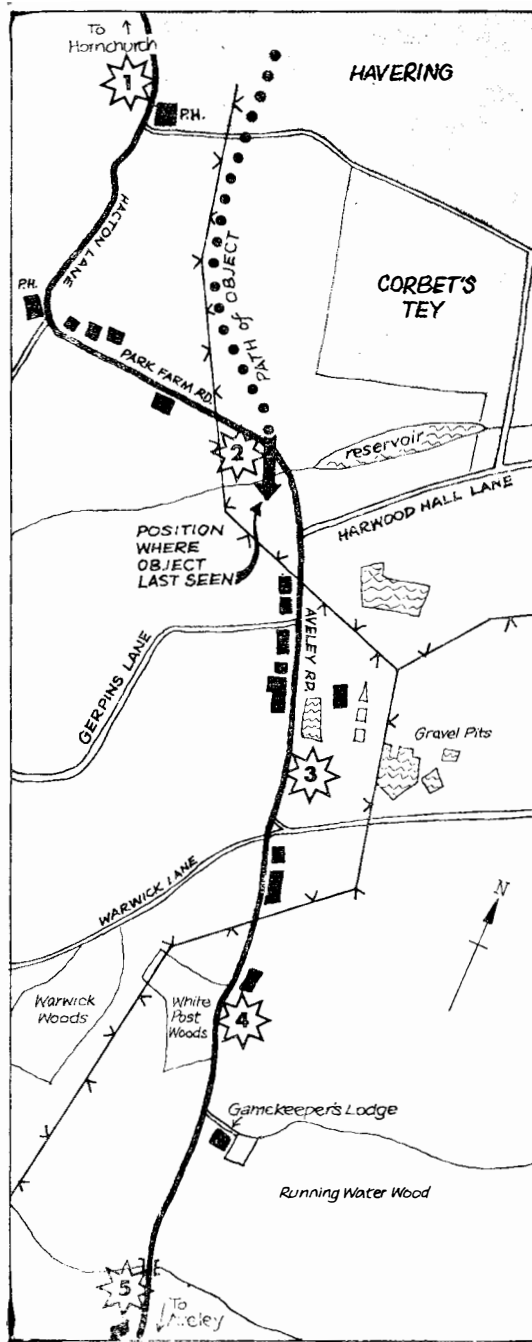 To
Hornchurch
1
P.H.
HAVERING
HACTON LANE
PATH of OBJECT
CORBET'S
TEY
P.H.
PARK FARM RD.
2
reservoir
HARWOOD HALL LANE
POSITION
WHERE
OBJECT
LAST SEEN
AVELEY RD.
GERPINS LANE
Gravel Pits
3
WARWICK LANE
N
Warwick
Woods
White
Post
Woods
4
Gamekeeper's Lodge
Running Water Wood
5
To